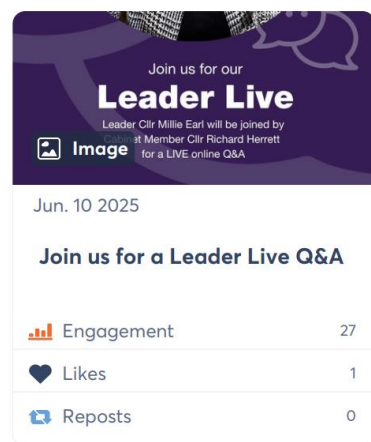 Join us for our
Leader Live
Leader Cllr Millie Earl will be joined by
Cabinet Member Cllr Richard Herrett
for a LIVE online Q&A
Image
Jun. 10 2025
Join us for a Leader Live Q&A
Engagement 27
Likes 1
Reposts 0